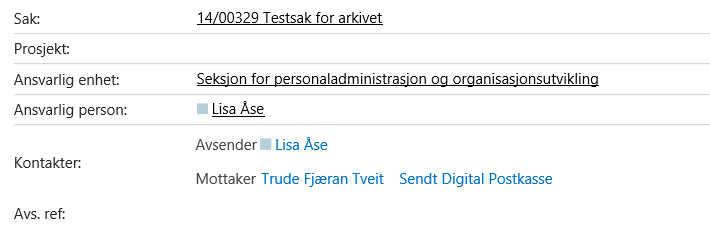 Sak: 14/00329 Testsak for arkivet
Prosjekt:
Ansvarlig enhet: Seksjon for personaladministrasjon og organisasjonsutvikling
Ansvarlig person: Lisa Åse
Kontakter:
Avsender Lisa Åse
Mottaker Trude Fjæran Tveit Sendt Digital Postkasse
Avs. ref: